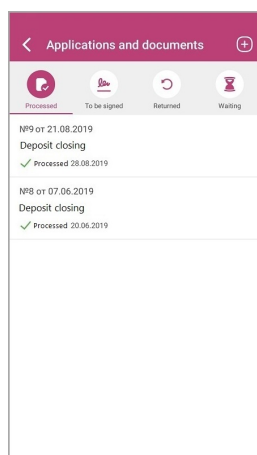 Applications and documents
Processed
To be signed
Returned
Waiting
№9 от 21.08.2019
Deposit closing
Processed 28.08.2019
№8 от 07.06.2019
Deposit closing
Processed 20.06.2019